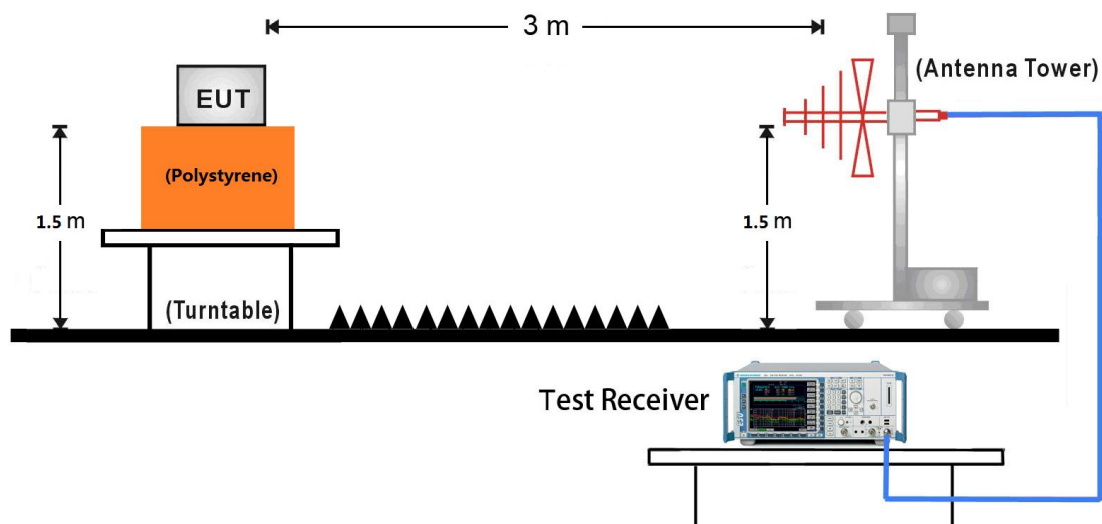 3 m
(Antenna Tower)
EUT
(Polystyrene)
1.5 m
1.5 m
(Turntable)
Test Receiver